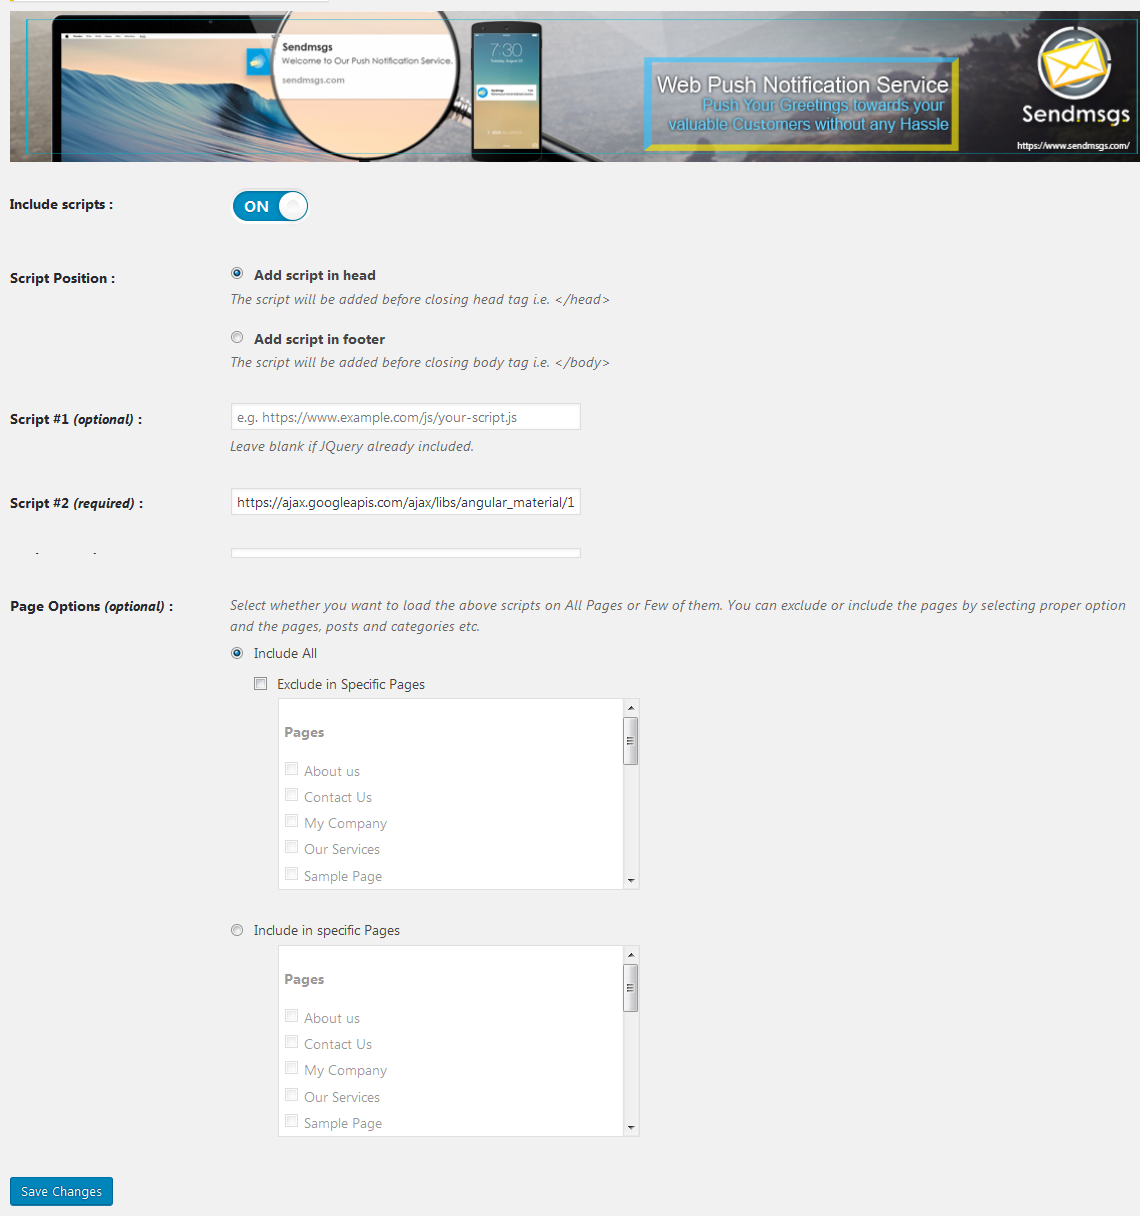 Sendmsgs
Welcome to Our Push Notification Service.
sendmsgs.com
7:30
Web Push Notification Service
Push Your Greetings towards your
valuable Customers without any Hassle
Sendmsgs
https://www.sendmsgs.com/
Include scripts :
ON
Script Position :
Add script in head
The script will be added before closing head tag i.e. </head>
Add script in footer
The script will be added before closing body tag i.e. </body>
Script #1 (optional) :
e.g. https://www.example.com/js/your-script.js
Leave blank if JQuery already included.
Script #2 (required) :
https://ajax.googleapis.com/ajax/libs/angular_material/1
Page Options (optional) :
Select whether you want to load the above scripts on All Pages or Few of them. You can exclude or include the pages by selecting proper option
and the pages, posts and categories etc.
Include All
Exclude in Specific Pages
Pages
About us
Contact Us
My Company
Our Services
Sample Page
Include in specific Pages
Pages
About us
Contact Us
My Company
Our Services
Sample Page
Save Changes